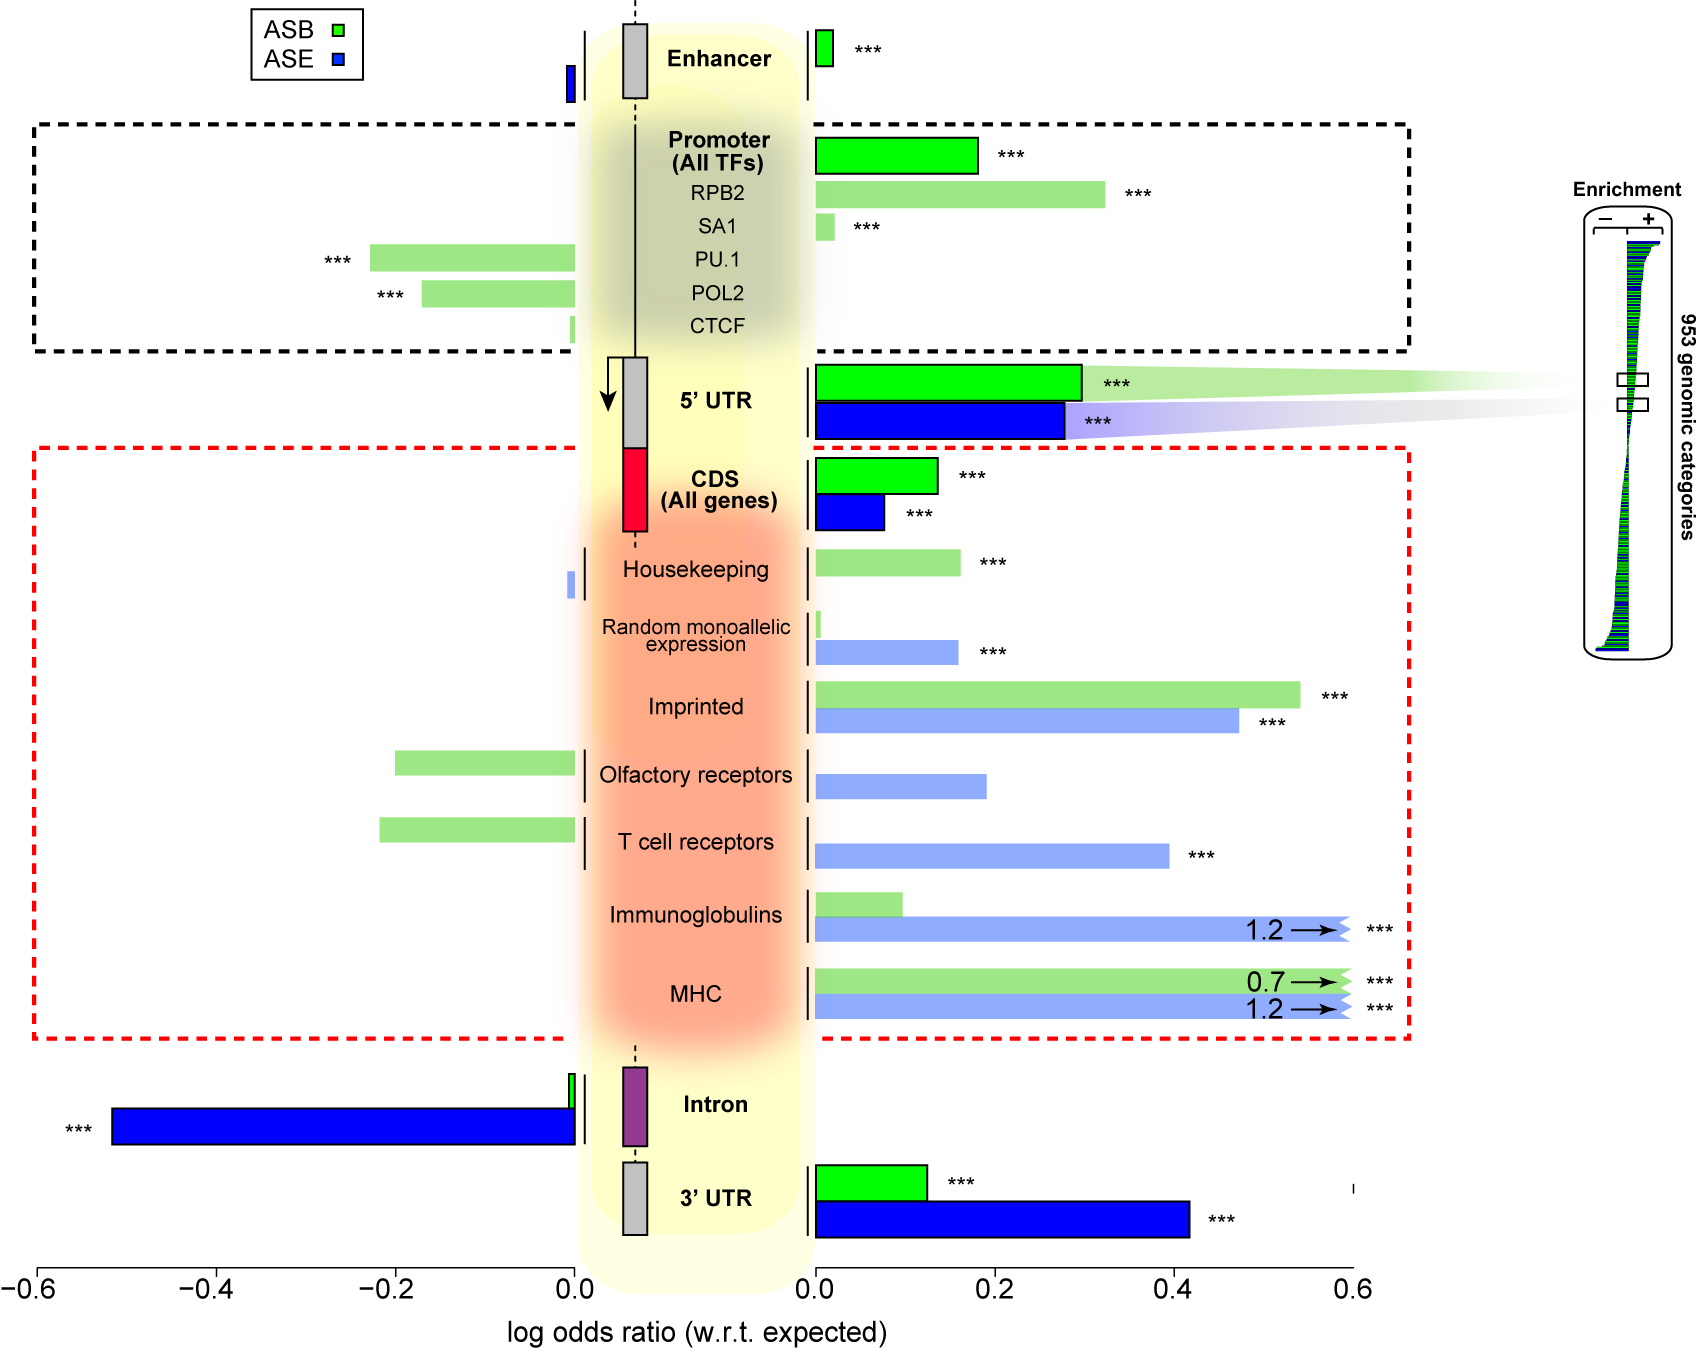 ASB
ASE
Enhancer
***
Promoter
(All TFs)
***
RPB2
***
SA1
***
PU.1
***
POL2
***
CTCF
5’ UTR
***
***
CDS
(All genes)
***
***
Housekeeping
***
Random monoallelic
expression
***
Imprinted
***
***
Olfactory receptors
T cell receptors
***
Immunoglobulins
1.2
***
MHC
0.7
***
1.2
***
Intron
***
3’ UTR
***
***
−0.6
−0.4
−0.2
0.0
0.0
0.2
0.4
0.6
log odds ratio (w.r.t. expected)
Enrichment
− +
953 genomic categories